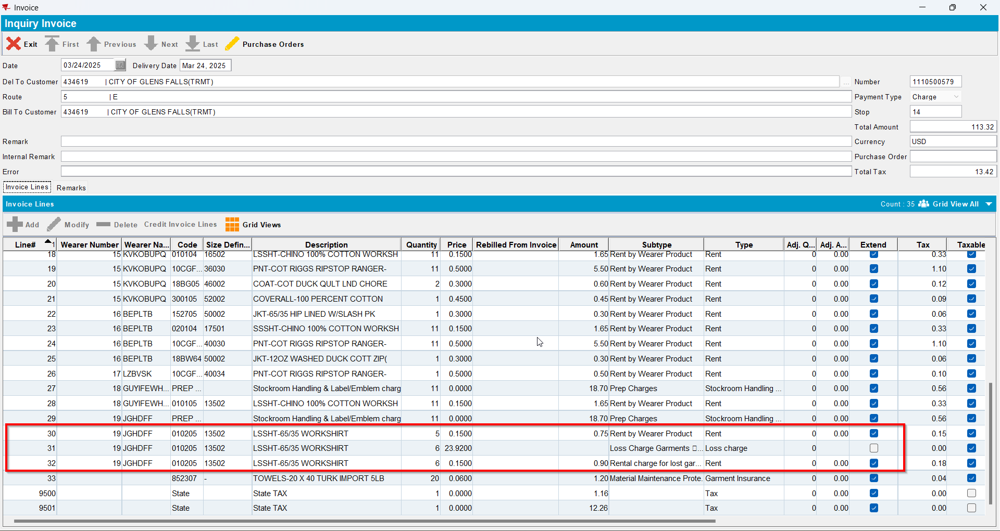 Invoice
Inquiry Invoice
Exit First Previous Next Last Purchase Orders
Date 03/24/2025 Delivery Date Mar 24, 2025
Del To Customer 434619 | CITY OF GLENS FALLS(TRMT) ... Number 1110500579
Route 5 | E Payment Type Charge
Bill To Customer 434619 | CITY OF GLENS FALLS(TRMT) Stop 14
Total Amount 113.32
Remark Currency USD
Internal Remark Purchase Order
Error Total Tax 13.42
Invoice Lines Remarks
Invoice Lines Count : 35 Grid View All
Add Modify Delete Credit Invoice Lines Grid Views
Line# 1 Wearer Number Wearer Na... Code Size Defin... Description Quantity Price Rebilled From Invoice Amount Subtype Type Adj. Q... Adj. A... Extend Tax Taxable
18 15 KVKOBUPQ 010104 16502 LSSHT-CHINO 100% COTTON WORKSH 11 0.1500 1.65 Rent by Wearer Product Rent 0 0.00 0.33
19 15 KVKOBUPQ 10CGF... 36030 PNT-COT RIGGS RIPSTOP RANGER- 11 0.5000 5.50 Rent by Wearer Product Rent 0 0.00 1.10
20 15 KVKOBUPQ 18BG05 46002 COAT-COT DUCK QULT LND CHORE 2 0.3000 0.60 Rent by Wearer Product Rent 0 0.00 0.12
21 15 KVKOBUPQ 300105 52002 COVERALL-100 PERCENT COTTON 1 0.4500 0.45 Rent by Wearer Product Rent 0 0.00 0.09
22 16 BEPLTB 152705 50002 JKT-65/35 HIP LINED W/SLASH PK 1 0.3000 0.30 Rent by Wearer Product Rent 0 0.00 0.06
23 16 BEPLTB 020104 17501 SSSHT-CHINO 100% COTTON WORKSH 11 0.1500 1.65 Rent by Wearer Product Rent 0 0.00 0.33
24 16 BEPLTB 10CGF... 40030 PNT-COT RIGGS RIPSTOP RANGER- 11 0.5000 5.50 Rent by Wearer Product Rent 0 0.00 1.10
25 16 BEPLTB 18BW64 50002 JKT-12OZ WASHED DUCK COTT ZIP( 1 0.3000 0.30 Rent by Wearer Product Rent 0 0.00 0.06
26 17 LZBVSK 10CGF... 40034 PNT-COT RIGGS RIPSTOP RANGER- 1 0.5000 0.50 Rent by Wearer Product Rent 0 0.00 0.10
27 18 GUYIFEWH... PREP ... Stockroom Handling & Label/Emblem charg 11 0.0000 18.70 Prep Charges Stockroom Handling ... 0 0.00 0.56
28 18 GUYIFEWH... 010105 13502 LSSHT-CHINO 100% COTTON WORKSH 11 0.1500 1.65 Rent by Wearer Product Rent 0 0.00 0.33
29 19 JGHDFF PREP ... Stockroom Handling & Label/Emblem charg 11 0.0000 18.70 Prep Charges Stockroom Handling ... 0 0.00 0.56
30 19 JGHDFF 010205 13502 LSSHT-65/35 WORKSHIRT 5 0.1500 0.75 Rent by Wearer Product Rent 0 0.00 0.15
31 19 JGHDFF 010205 13502 LSSHT-65/35 WORKSHIRT 6 23.9200 Loss Charge Garments □... Loss charge 0 0.00
32 19 JGHDFF 010205 13502 LSSHT-65/35 WORKSHIRT 6 0.1500 0.90 Rental charge for lost gar... Rent 0 0.00 0.18
33 852307 - TOWELS-20 X 40 TURK IMPORT 5LB 20 0.0600 1.20 Material Maintenance Prote. Garment Insurance 0 0.00 0.04
9500 State State TAX 1 0.0000 1.16 Tax 0 0.00 0.00
9501 State State TAX 1 0.0000 12.26 Tax 0 0.00 0.00